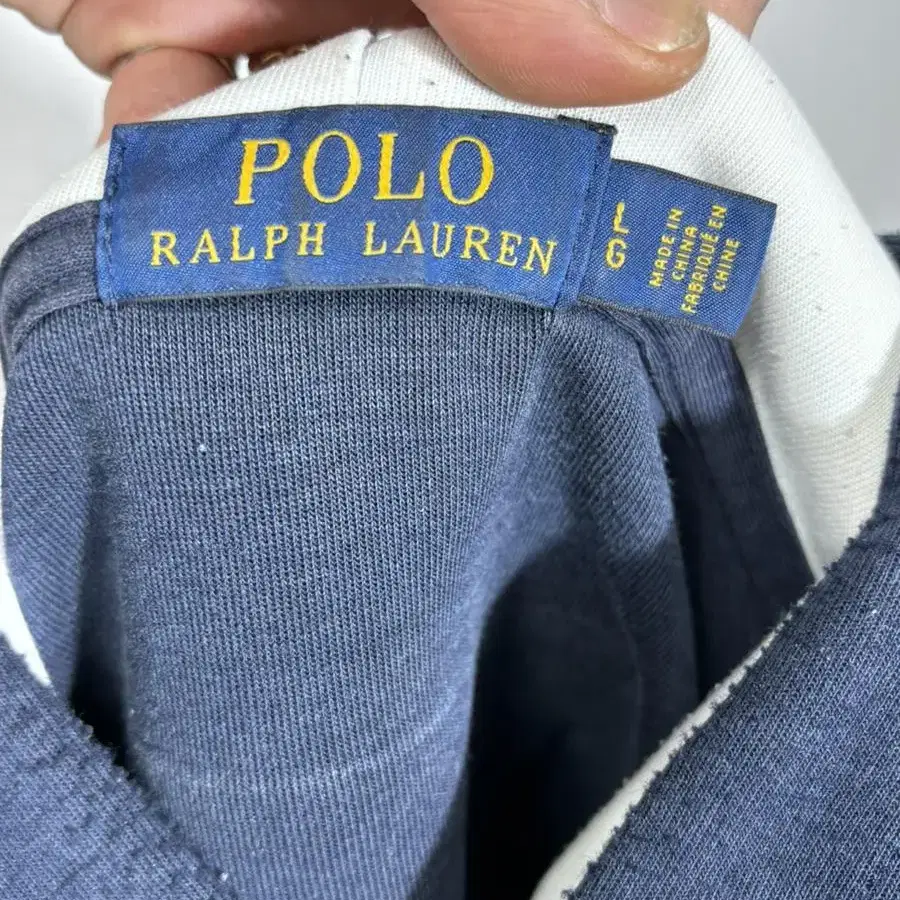 POLO
RALPH LAUREN
L
G
MADE IN
CHINA
FABRIQUÉ EN
CHINE